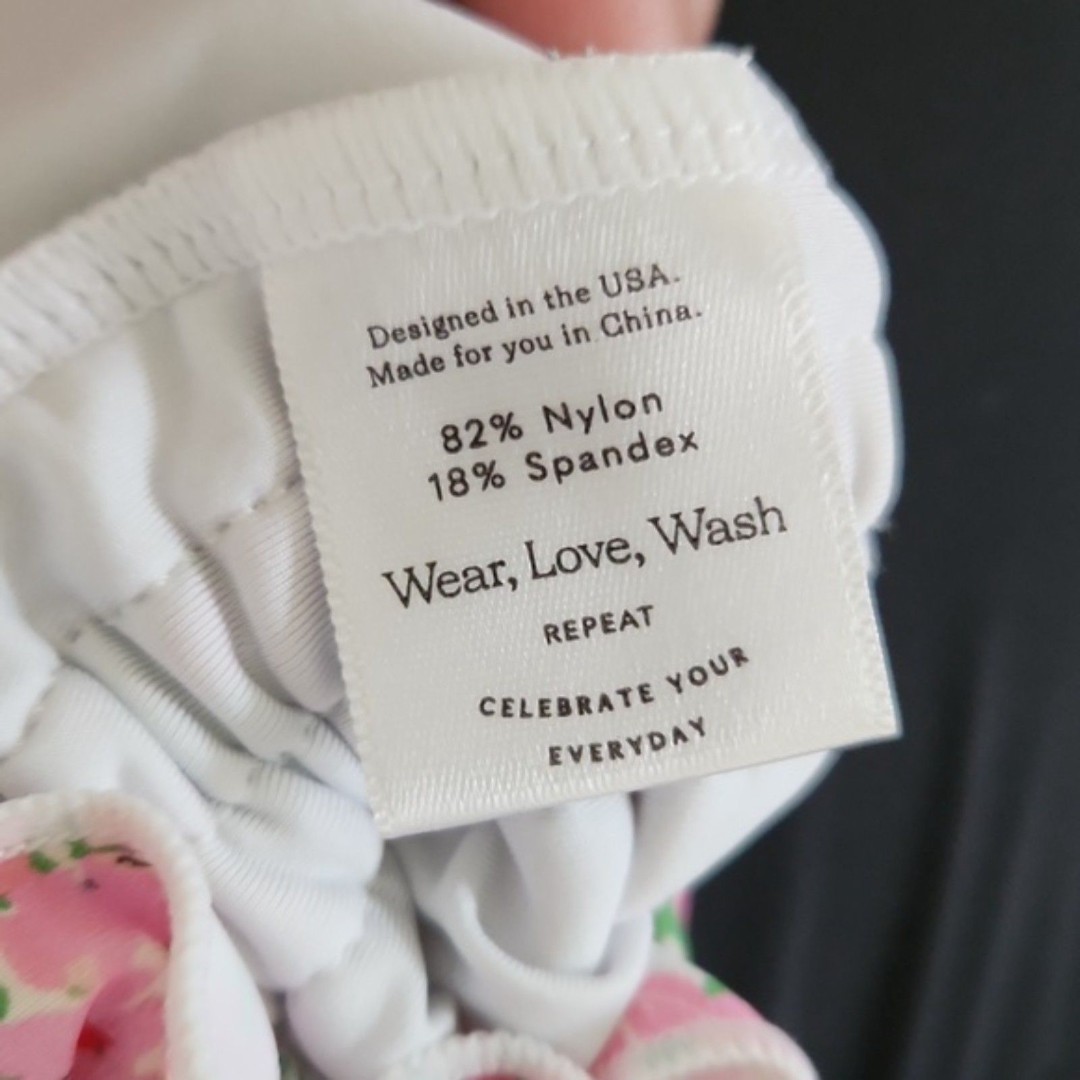 Designed in the USA.
Made for you in China.
82% Nylon
18% Spandex
Wear, Love, Wash
REPEAT
CELEBRATE YOUR
EVERYDAY